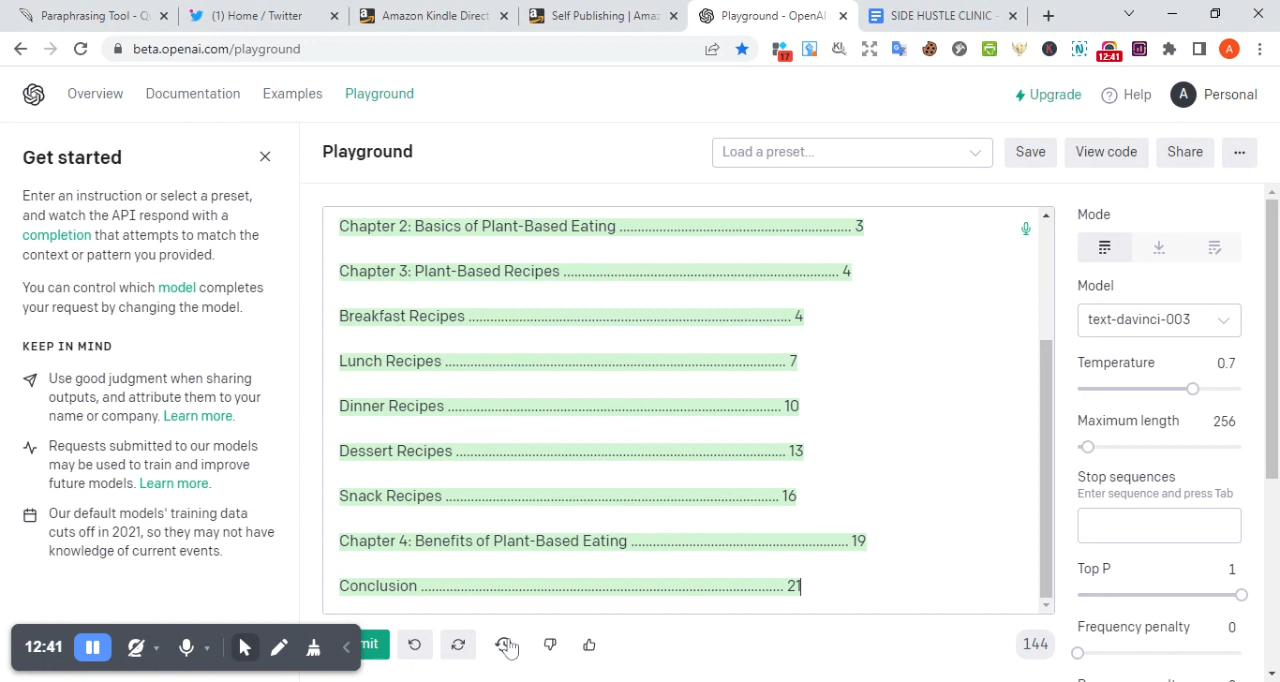 Paraphrasing Tool - Qu
(1) Home / Twitter
Amazon Kindle Direct
Self Publishing | Amaz
Playground - OpenAI
SIDE HUSTLE CLINIC -
beta.openai.com/playground
17
12:41
A
Overview
Documentation
Examples
Playground
Upgrade
Help
A
Personal
Get started
Enter an instruction or select a preset,
and watch the API respond with a
completion that attempts to match the
context or pattern you provided.
You can control which model completes
your request by changing the model.
KEEP IN MIND
Use good judgment when sharing
outputs, and attribute them to your
name or company. Learn more.
Requests submitted to our models
may be used to train and improve
future models. Learn more.
Our default models' training data
cuts off in 2021, so they may not have
knowledge of current events.
Playground
Load a preset...
Save
View code
Share
...
Chapter 2: Basics of Plant-Based Eating ........................................................ 3
Chapter 3: Plant-Based Recipes .................................................................. 4
Breakfast Recipes ................................................................................ 4
Lunch Recipes .................................................................................... 7
Dinner Recipes ................................................................................... 10
Dessert Recipes .................................................................................. 13
Snack Recipes .................................................................................... 16
Chapter 4: Benefits of Plant-Based Eating ...................................................... 19
Conclusion ........................................................................................... 21
mit
144
Mode
Model
text-davinci-003
Temperature 0.7
Maximum length 256
Stop sequences
Enter sequence and press Tab
Top P 1
Frequency penalty 0
12:41